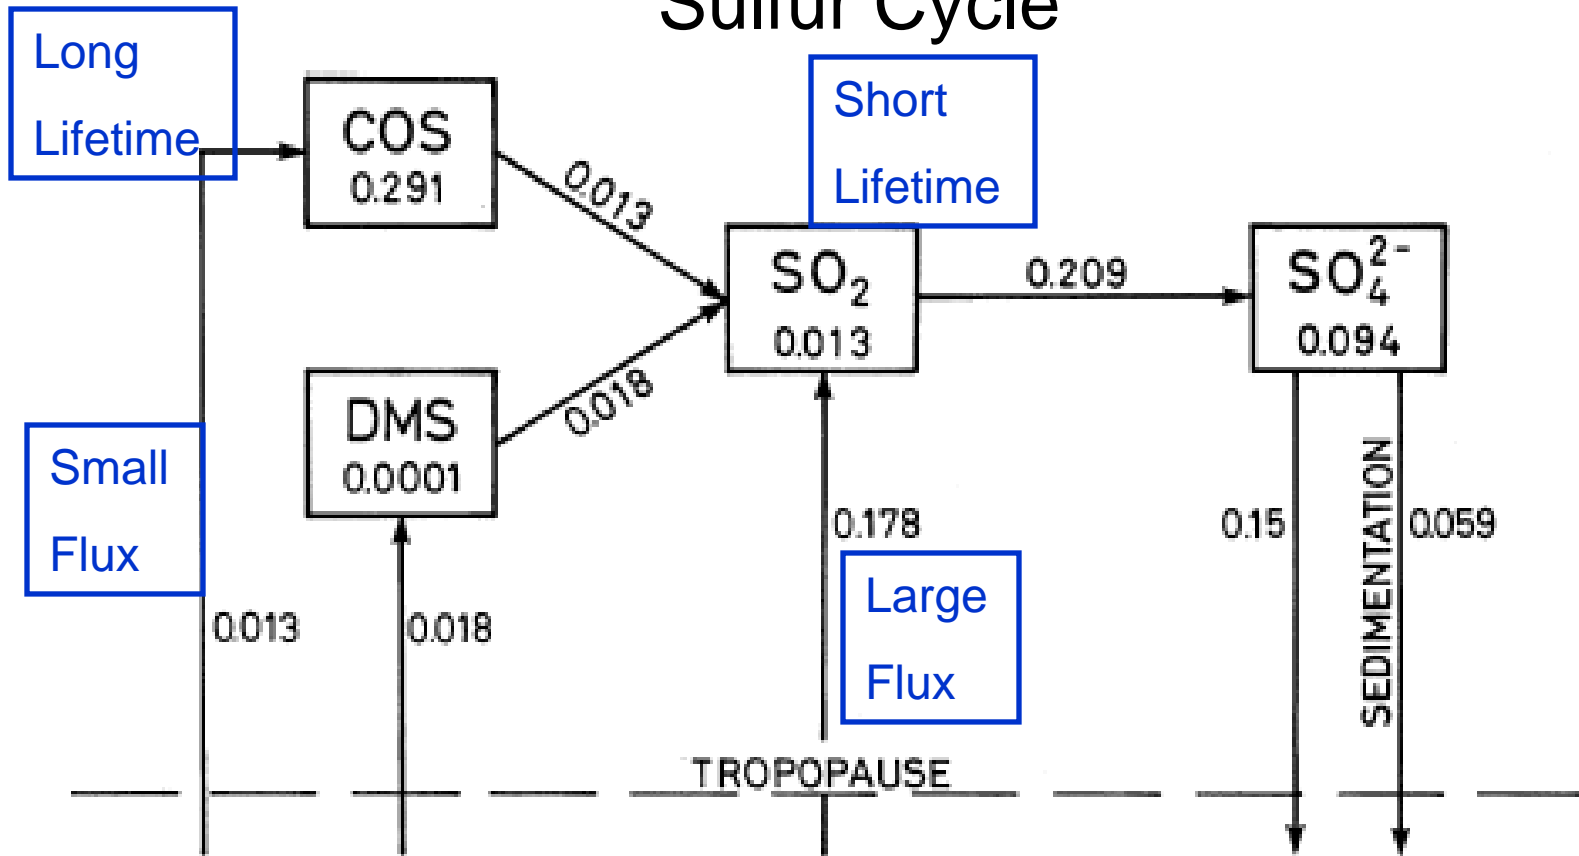 Sulfur Cycle
Long
Lifetime
COS
0.291
0.013
Short
Lifetime
SO₂
0.013
0.209
SO₄²⁻
0.094
DMS
0.0001
0.018
Small
Flux
0.013
0.018
0.178
Large
Flux
0.15
SEDIMENTATION
0.059
TROPOPAUSE